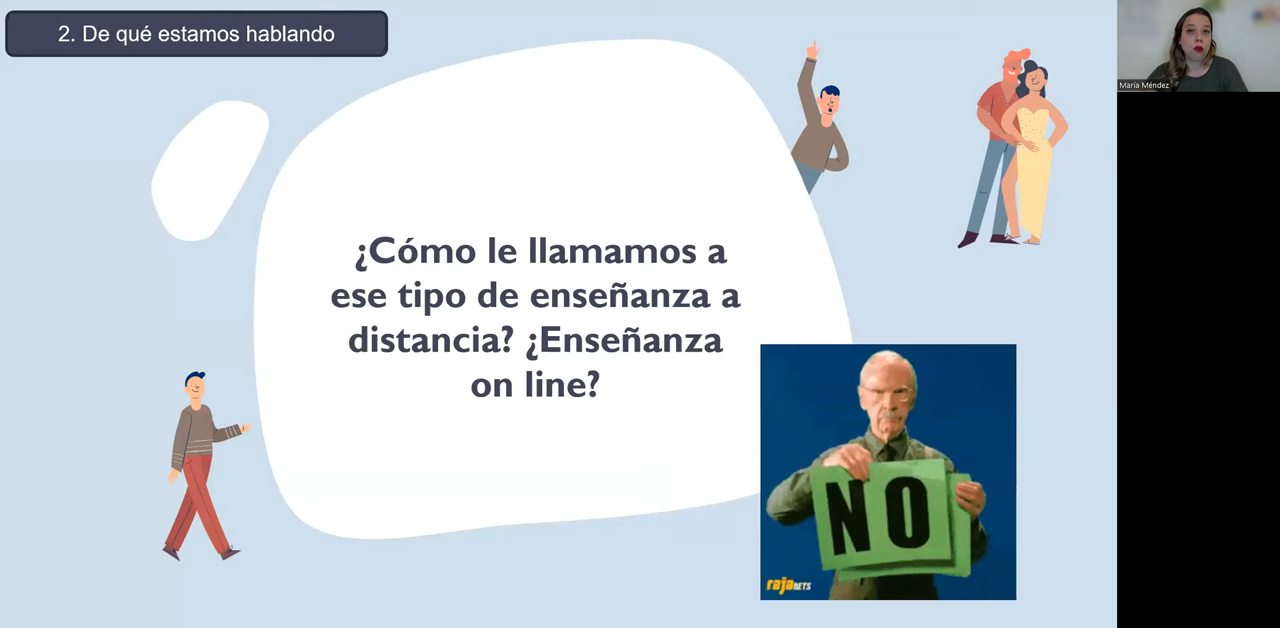 2. De qué estamos hablando
María Méndez
¿Cómo le llamamos a
ese tipo de enseñanza a
distancia? ¿Enseñanza
on line?
NO
rajaBETS